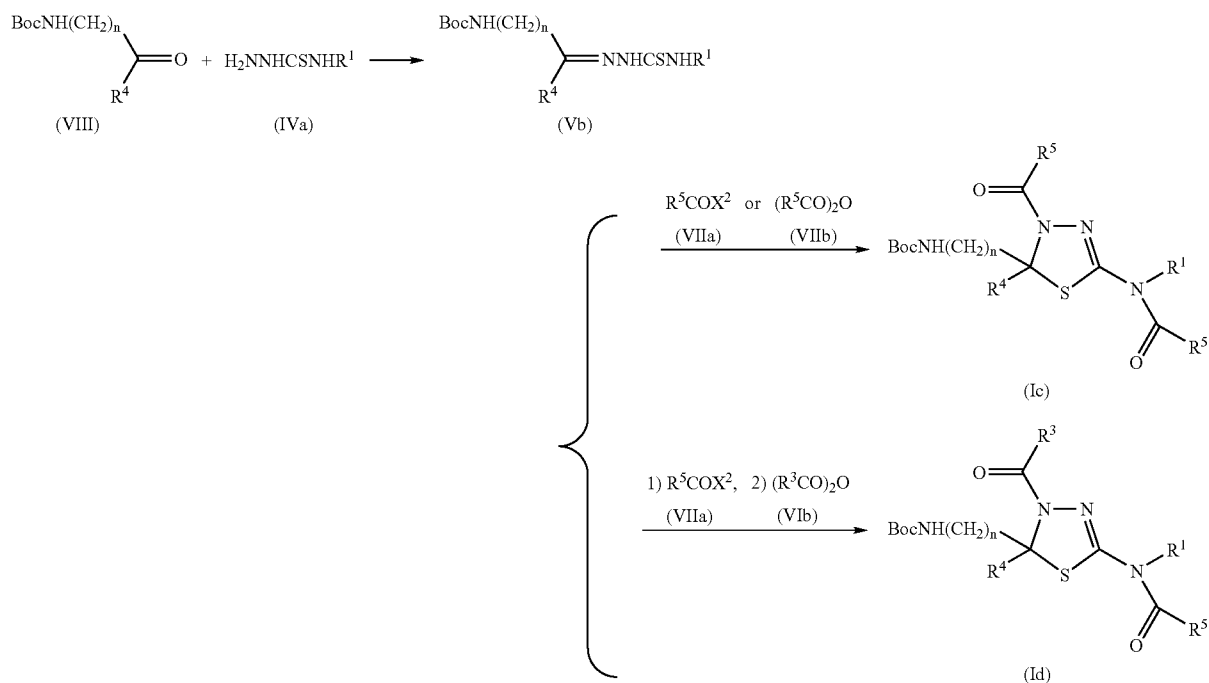 BocNH(CH₂)ₙ
R⁴
O
+ H₂NNHCSNHR¹
(VIII)
(IVa)
BocNH(CH₂)ₙ
NNHCSNHR¹
R⁴
(Vb)
R⁵COX² or (R⁵CO)₂O
(VIIa) (VIIb)
R⁵
O
N N
BocNH(CH₂)ₙ
R⁴
S
N
R¹
O
R⁵
(Ic)
1) R⁵COX², 2) (R³CO)₂O
(VIIa) (VIb)
R³
O
N N
BocNH(CH₂)ₙ
R⁴
S
N
R¹
O
R⁵
(Id)